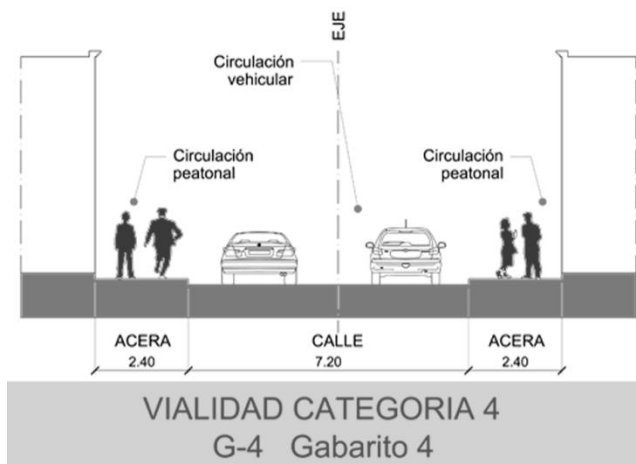 EJE
Circulación
vehicular
Circulación
peatonal
Circulación
peatonal
ACERA
CALLE
ACERA
2.40
7.20
2.40
VIALIDAD CATEGORIA 4
G-4 Gabarito 4